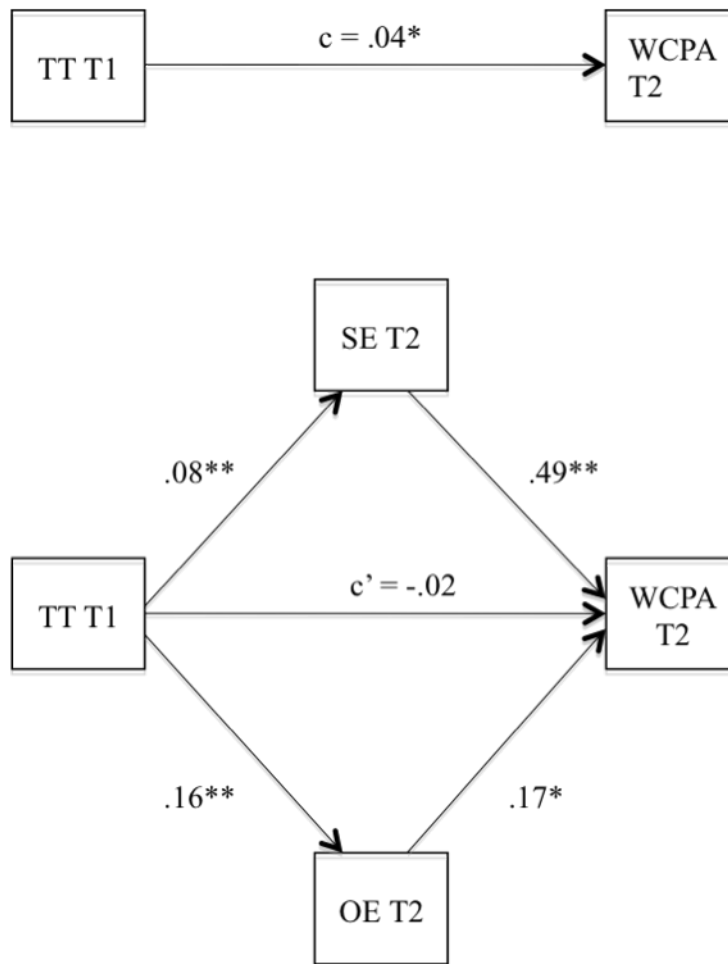 c = .04*
TT T1
WCPA
T2
SE T2
.08**
.49**
c’ = -.02
TT T1
WCPA
T2
.16**
.17*
OE T2